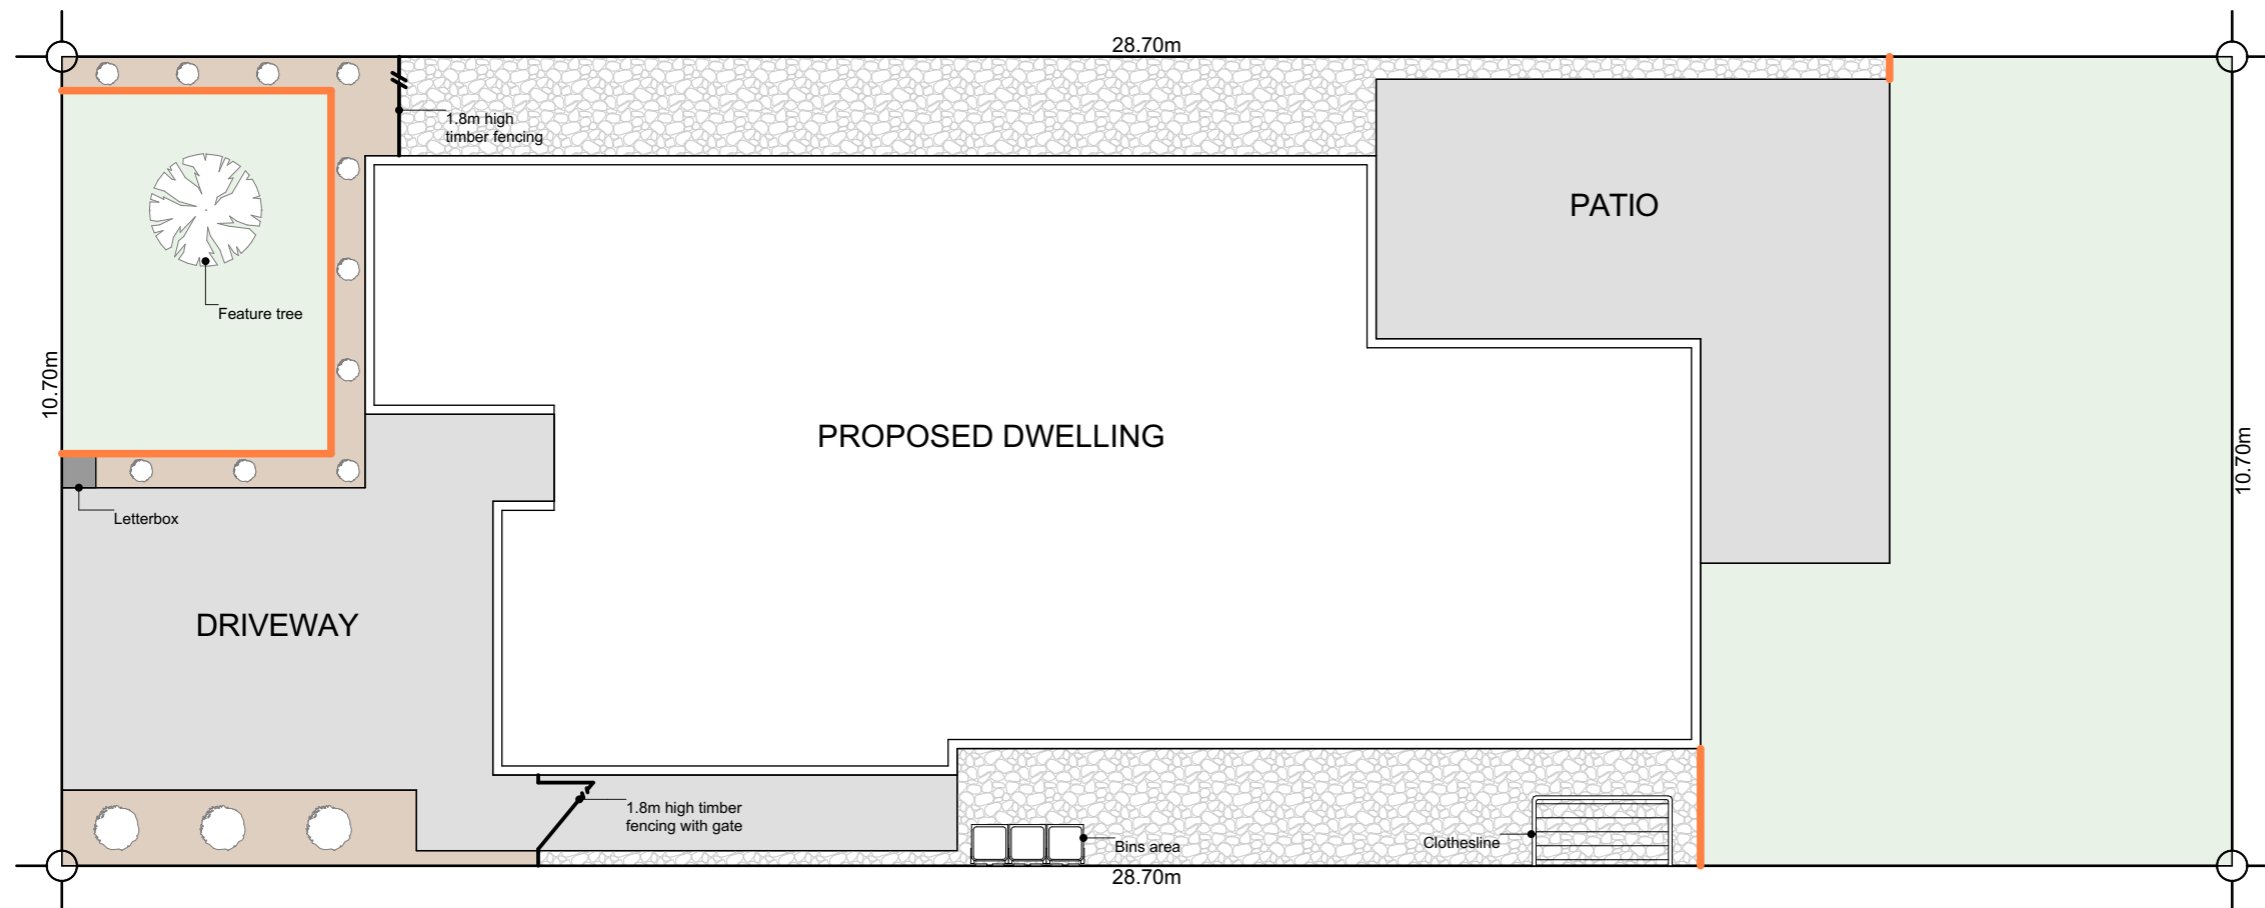 28.70m
1.8m high
timber fencing
PATIO
Feature tree
10.70m
PROPOSED DWELLING
10.70m
Letterbox
DRIVEWAY
1.8m high timber
fencing with gate
Bins area
Clothesline
28.70m